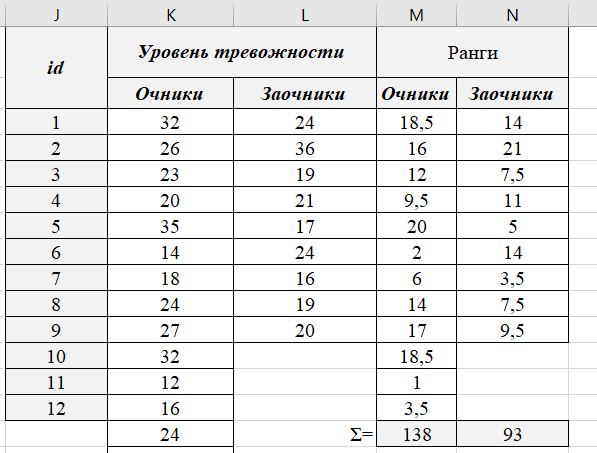 J K L M N
id Уровень тревожности Ранги
Очники Заочники Очники Заочники
1 32 24 18,5 14
2 26 36 16 21
3 23 19 12 7,5
4 20 21 9,5 11
5 35 17 20 5
6 14 24 2 14
7 18 16 6 3,5
8 24 19 14 7,5
9 27 20 17 9,5
10 32 18,5
11 12 1
12 16 3,5
24 Σ= 138 93